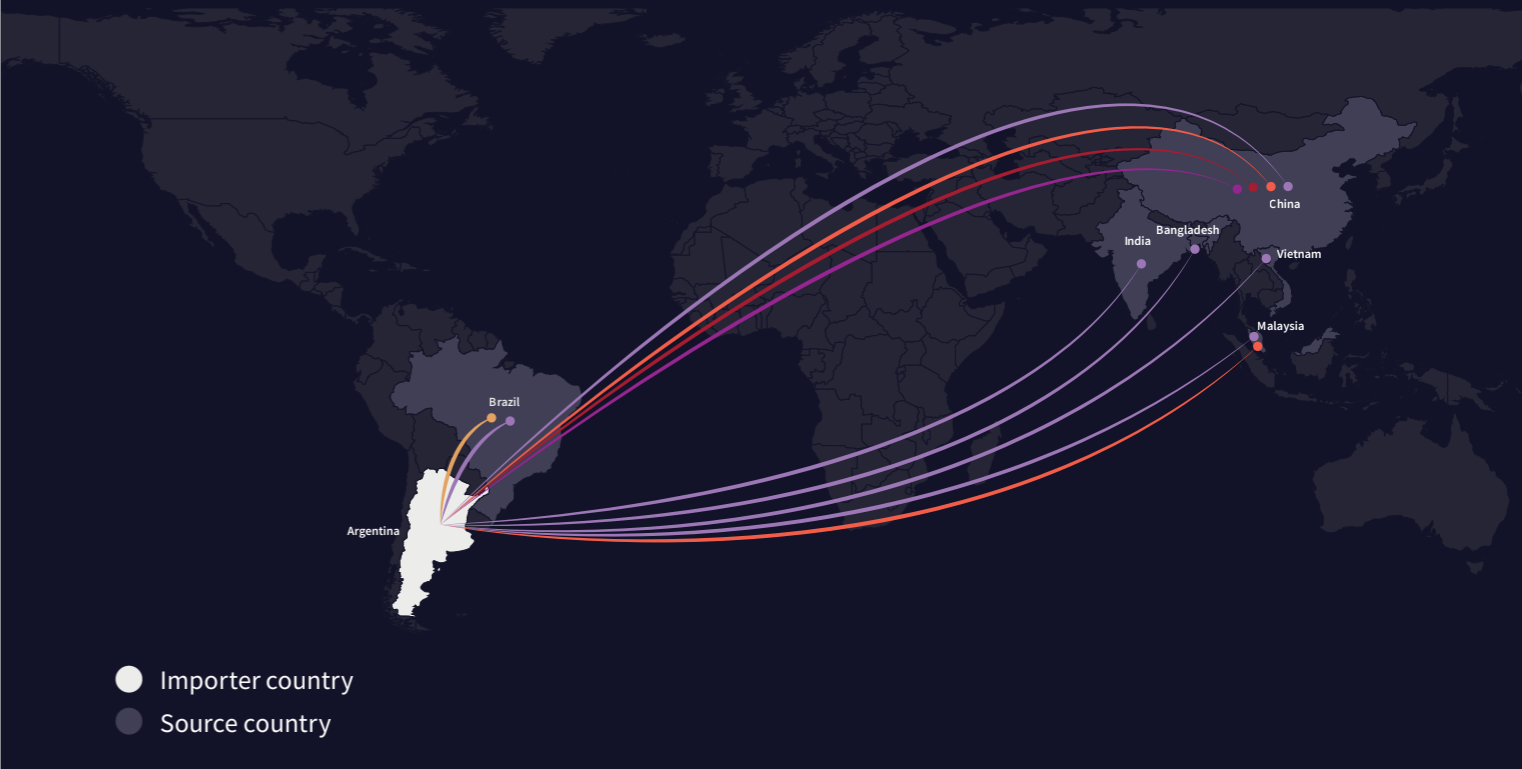 China
Bangladesh
India
Vietnam
Malaysia
Brazil
Argentina
Importer country
Source country